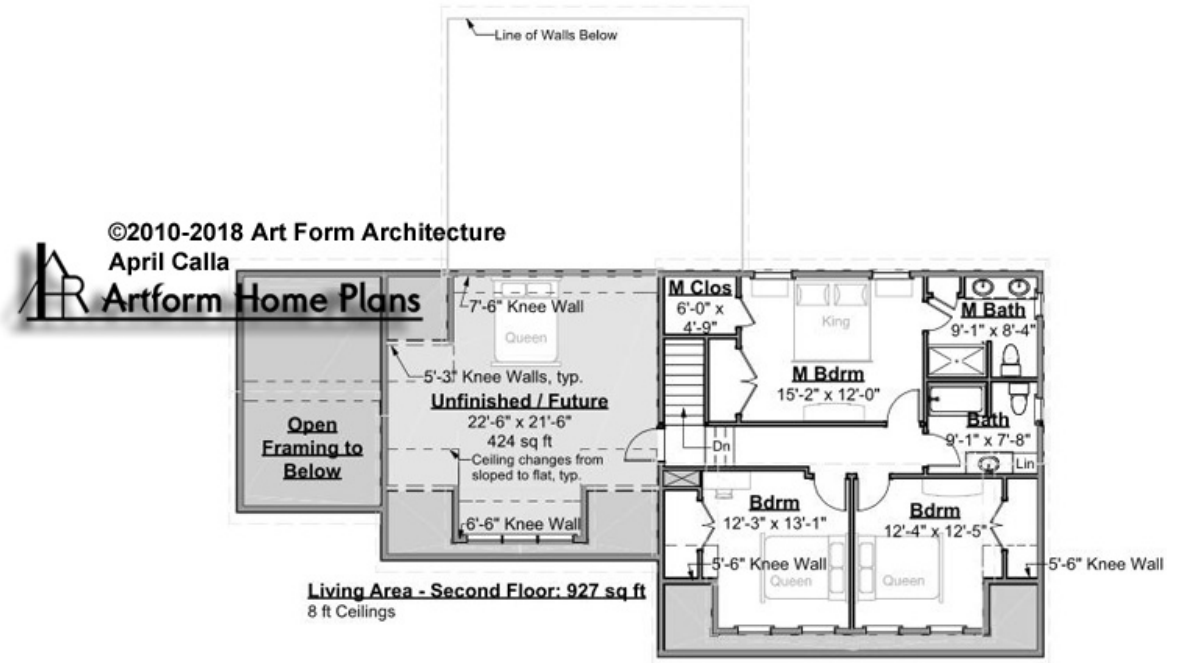 Line of Walls Below
©2010-2018 Art Form Architecture
April Calla
AHR Artform Home Plans
M Clos
6'-0" x
4'-9"
7'-6" Knee Wall
Queen
King
M Bath
9'-1" x 8'-4"
5'-3" Knee Walls, typ.
M Bdrm
15'-2" x 12'-0"
Unfinished / Future
22'-6" x 21'-6"
424 sq ft
Ceiling changes from
sloped to flat, typ.
Open
Framing to
Below
Dn
Bath
9'-1" x 7'-8"
Lin
6'-6" Knee Wall
Bdrm
12'-3" x 13'-1"
Bdrm
12'-4" x 12'-5"
5'-6" Knee Wall
Queen
Queen
5'-6" Knee Wall
Living Area - Second Floor: 927 sq ft
8 ft Ceilings